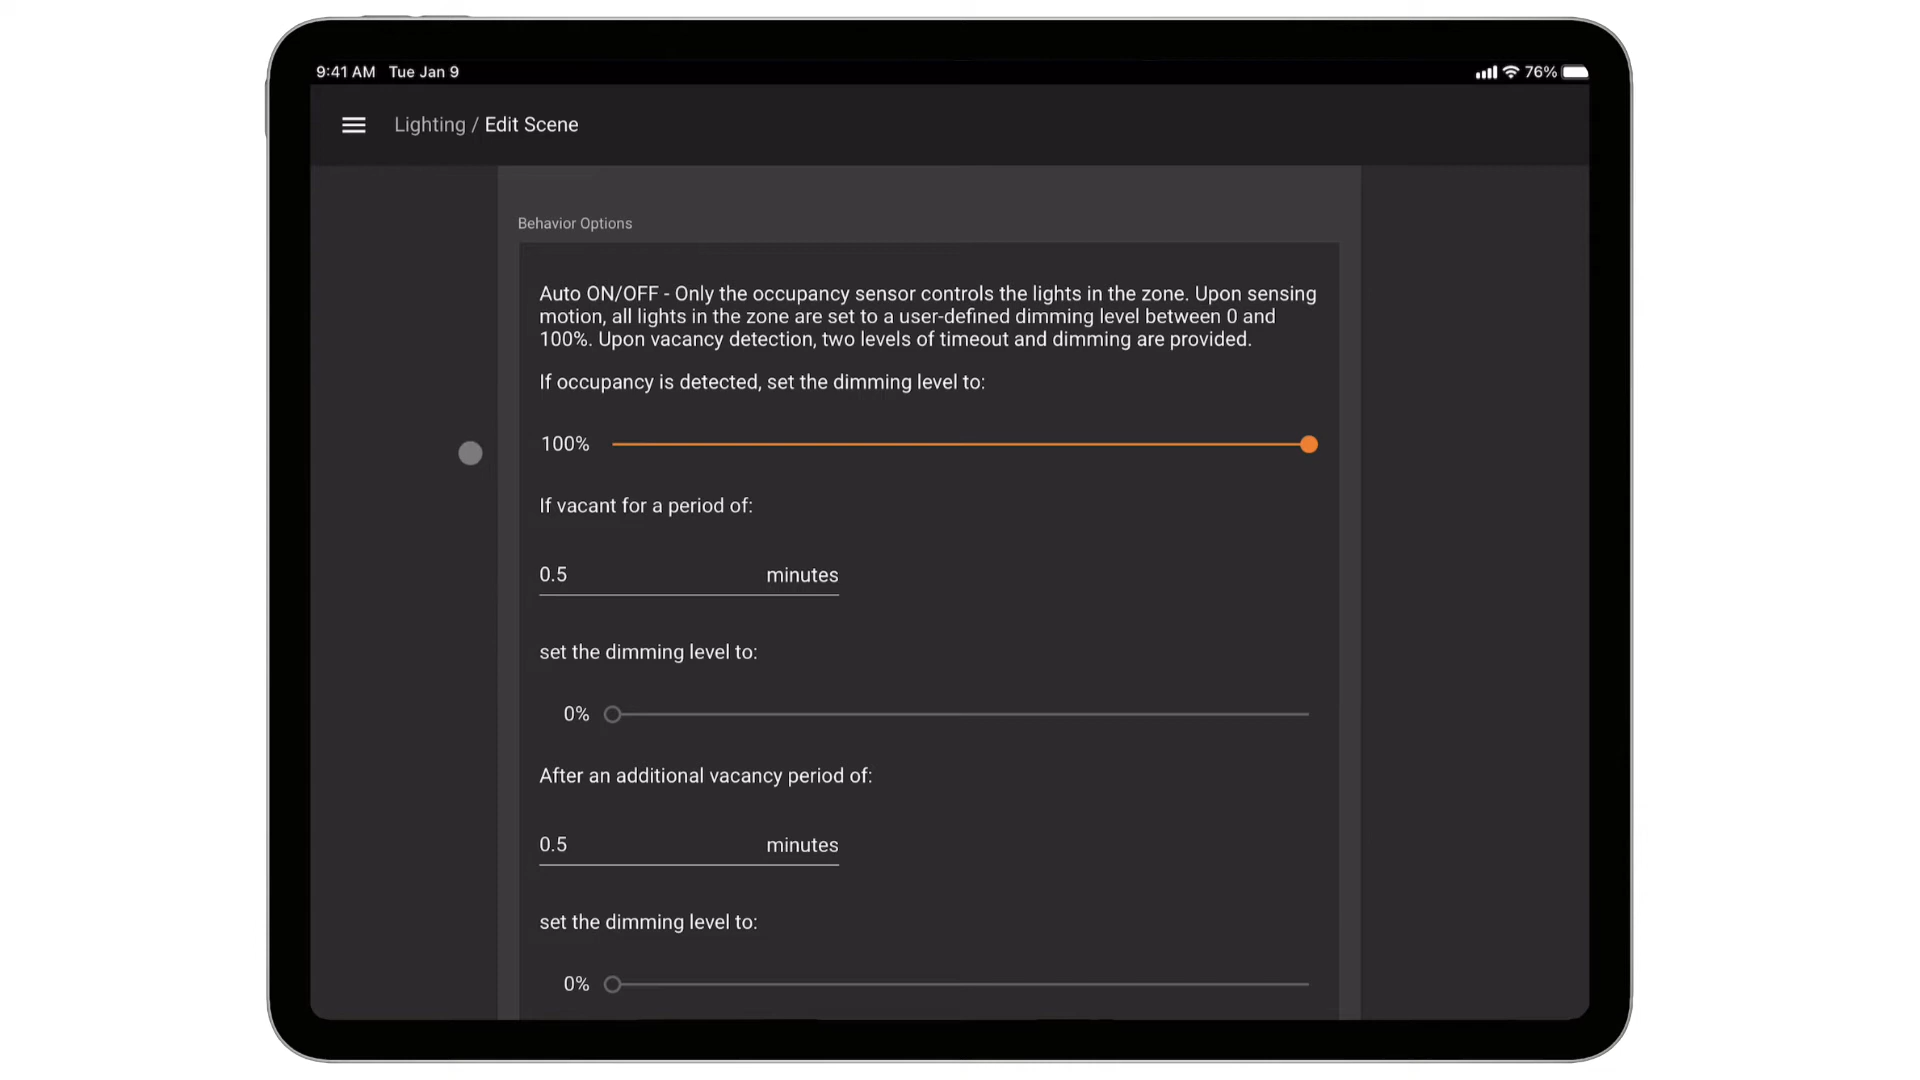 9:41 AM Tue Jan 9
76%
Lighting / Edit Scene
Behavior Options
Auto ON/OFF - Only the occupancy sensor controls the lights in the zone. Upon sensing
motion, all lights in the zone are set to a user-defined dimming level between 0 and
100%. Upon vacancy detection, two levels of timeout and dimming are provided.
If occupancy is detected, set the dimming level to:
100%
If vacant for a period of:
0.5 minutes
set the dimming level to:
0%
After an additional vacancy period of:
0.5 minutes
set the dimming level to:
0%